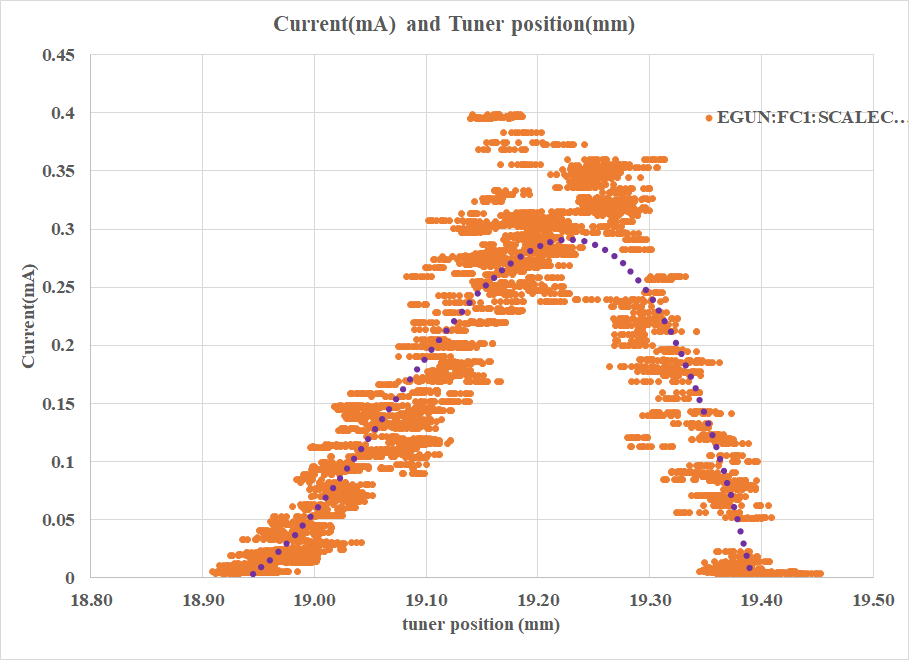 Current(mA) and Tuner position(mm)
0.45
0.4
0.35
0.3
0.25
0.2
0.15
0.1
0.05
0
Current(mA)
EGUN:FC1:SCALEC...
18.80 18.90 19.00 19.10 19.20 19.30 19.40 19.50
tuner position (mm)